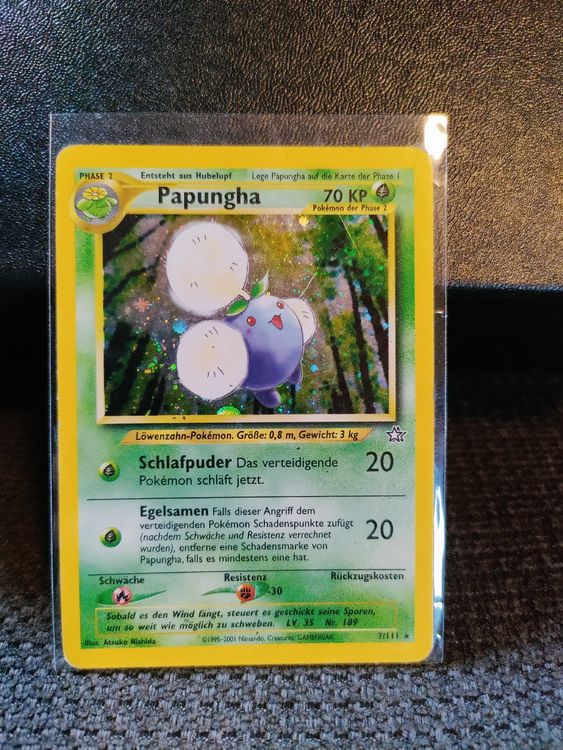 PHASE 2 Entsteht aus Hubelupf Lege Papungha auf die Karte der Phase 1
Papungha 70 KP
Pokémon der Phase 2
Löwenzahn-Pokémon. Größe: 0,8 m, Gewicht: 3 kg
Schlafpuder Das verteidigende 20
Pokémon schläft jetzt.
Egelsamen Falls dieser Angriff dem
verteidigenden Pokémon Schadenspunkte zufügt 20
(nachdem Schwäche und Resistenz verrechnet
wurden), entferne eine Schadensmarke von
Papungha, falls es mindestens eine hat.
Schwäche Resistenz Rückzugskosten
-30
Sobald es den Wind fängt, steuert es geschickt seine Sporen,
um so weit wie möglich zu schweben. LV. 35 Nr. 189
Illus. Atsuko Nishida ©1995-2001 Nintendo, Creatures, GAMEFREAK. 7/111